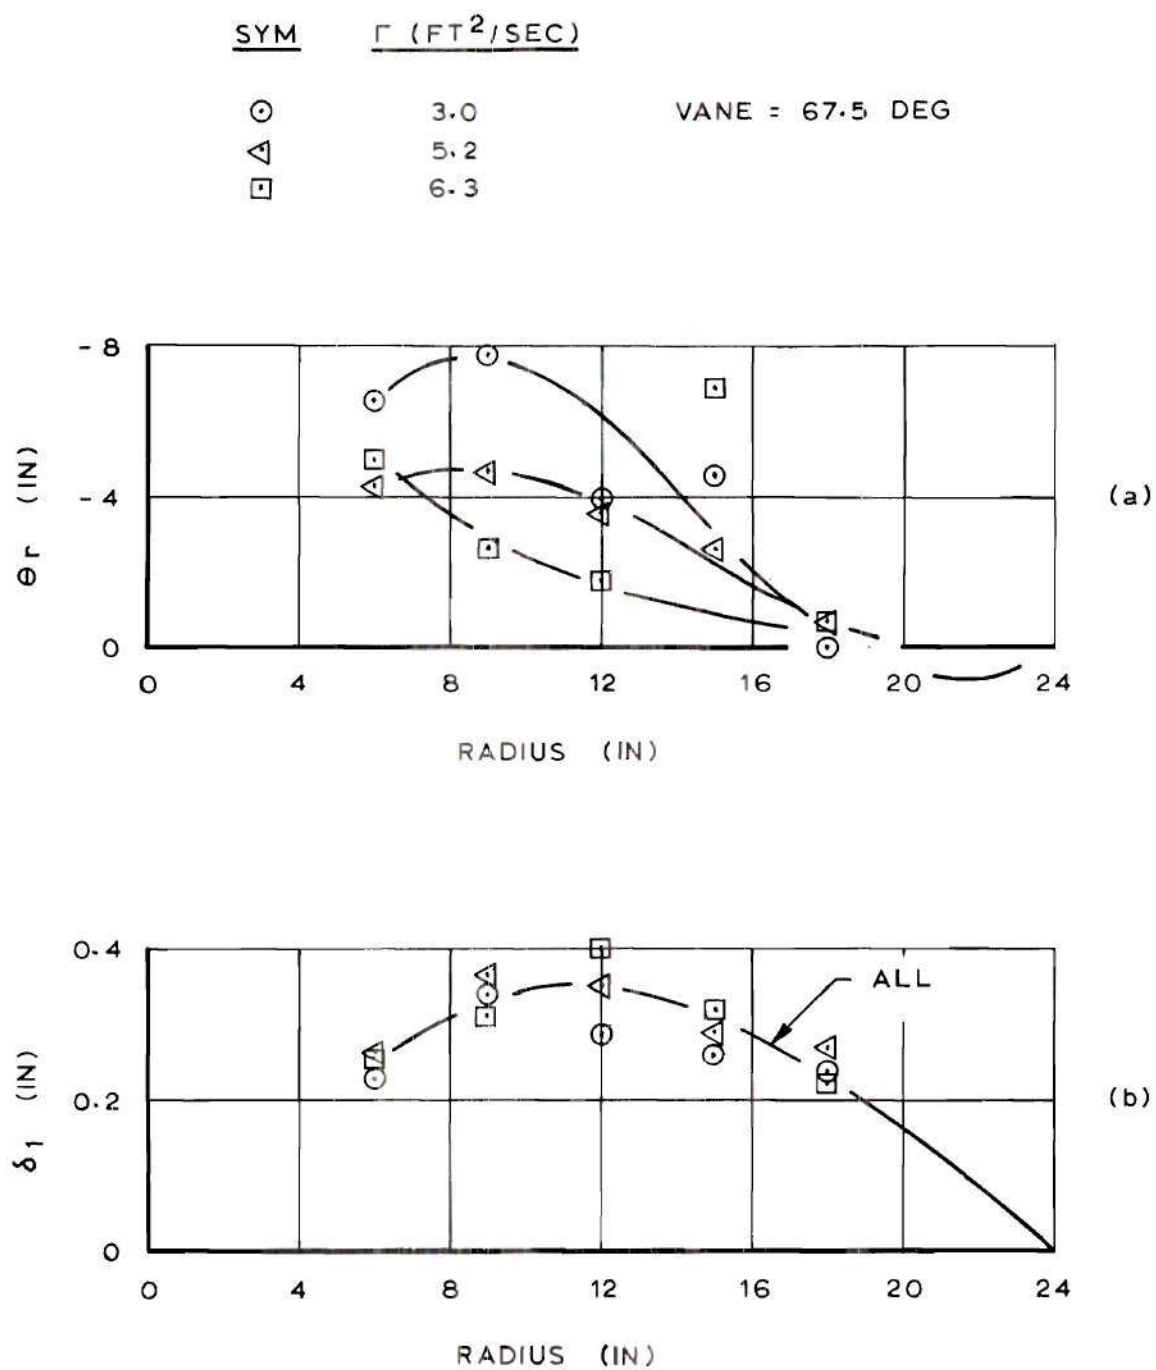 SYM Γ (FT²/SEC)
3.0 VANE = 67.5 DEG
5.2
6.3
-8
-4
0
θr (IN)
(a)
0 4 8 12 16 20 24
RADIUS (IN)
0.4
0.2
0
δ₁ (IN)
ALL
(b)
0 4 8 12 16 20 24
RADIUS (IN)